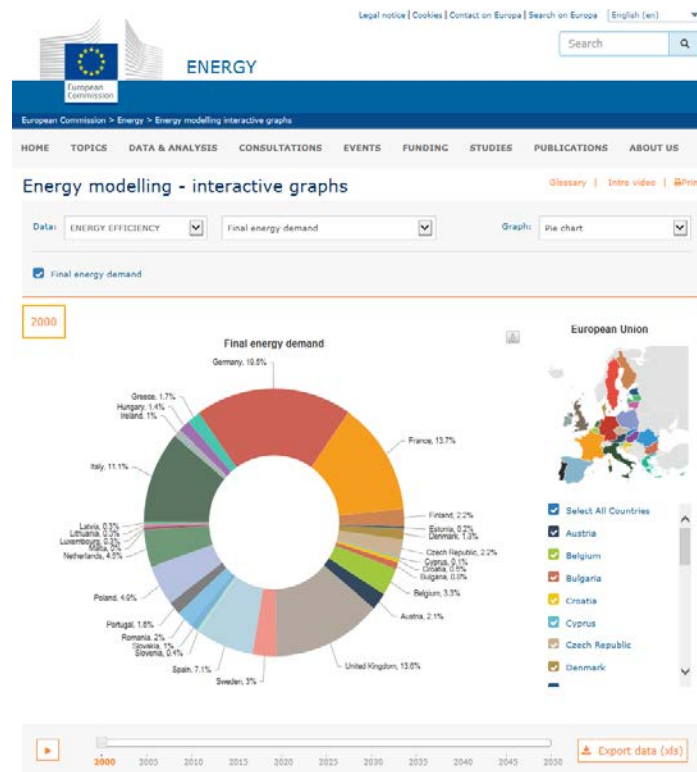 Legal notice | Cookies | Contact on Europa | Search on Europa English (en)
Search
European
Commission
ENERGY
European Commission > Energy > Energy modelling interactive graphs
HOME TOPICS DATA & ANALYSIS CONSULTATIONS EVENTS FUNDING STUDIES PUBLICATIONS ABOUT US
Energy modelling - interactive graphs
Glossary | Intro video | Prin
Data: ENERGY EFFICIENCY Final energy demand Graph: Pie chart
Final energy demand
2000
Final energy demand
European Union
Germany, 19.5%
Greece, 1.7%
Hungary, 1.4%
Ireland, 1%
France, 13.7%
Italy, 11.1%
Finland, 2.2%
Estonia, 0.2%
Denmark, 1.3%
Latvia, 0.3%
Lithuania, 0.3%
Luxembourg, 0.3%
Malta, 0%
Netherlands, 4.5%
Czech Republic, 2.2%
Cyprus, 0.1%
Croatia, 0.5%
Bulgaria, 0.8%
Belgium, 3.3%
Poland, 4.9%
Austria, 2.1%
Portugal, 1.6%
Romania, 2%
Slovakia, 1%
Slovenia, 0.4%
Spain, 7.1%
Sweden, 3%
United Kingdom, 13.6%
Select All Countries
Austria
Belgium
Bulgaria
Croatia
Cyprus
Czech Republic
Denmark
2000 2005 2010 2015 2020 2025 2030 2035 2040 2045 2050
Export data (xls)